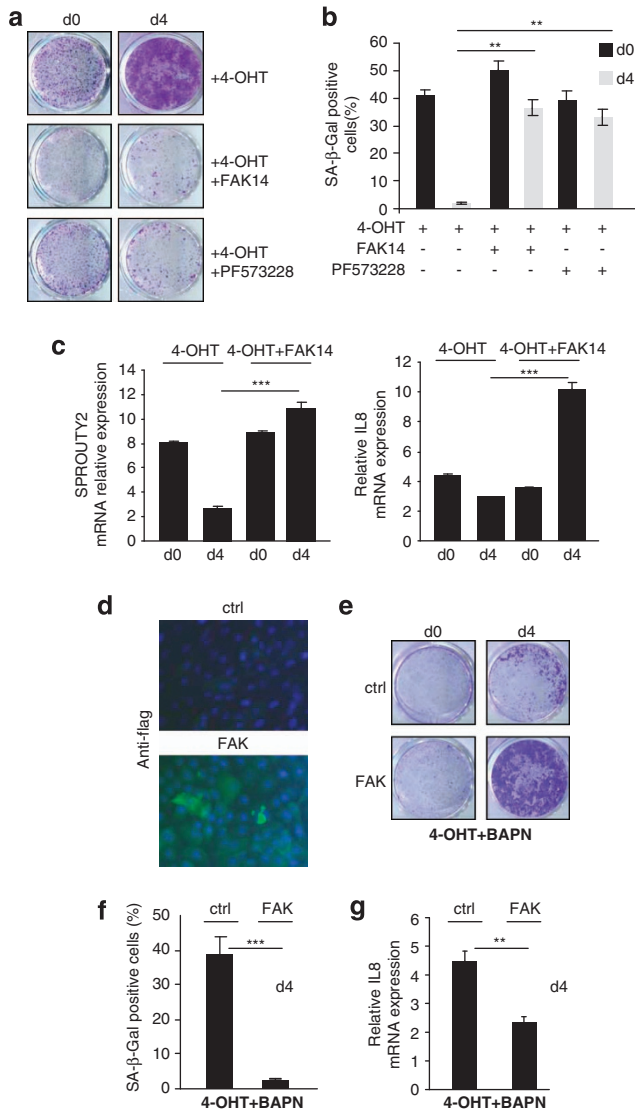 a
d0 d4
+4-OHT
+4-OHT
+FAK14
+4-OHT
+PF573228
b
**
**
d0
d4
SA-β-Gal positive
cells(%)
60
50
40
30
20
10
0
4-OHT + + + + + +
FAK14 - - + + - -
PF573228 - - - - + +
c
4-OHT 4-OHT+FAK14
***
SPROUTY2
mRNA relative expression
14
12
10
8
6
4
2
0
d0 d4 d0 d4
4-OHT 4-OHT+FAK14
***
Relative IL8
mRNA expression
12
10
8
6
4
2
0
d0 d4 d0 d4
d
ctrl
FAK
Anti-flag
e
d0 d4
ctrl
FAK
4-OHT+BAPN
f
ctrl FAK
***
d4
SA-β-Gal positive cells (%)
50
40
30
20
10
0
4-OHT+BAPN
g
ctrl FAK
**
d4
Relative IL8
mRNA expression
6
5
4
3
2
1
0
4-OHT+BAPN